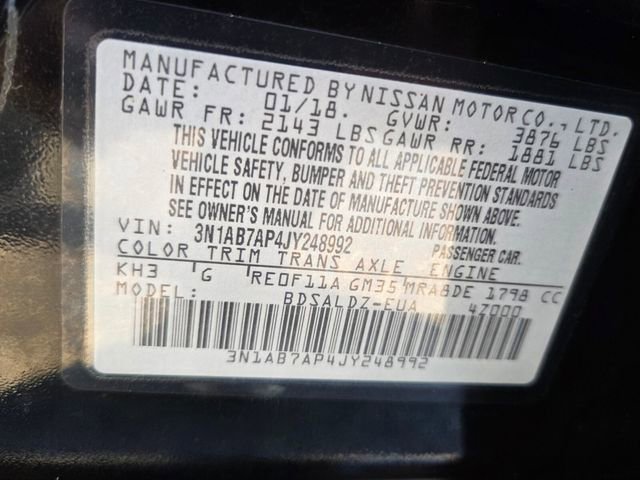 MANUFACTURED BY NISSAN MOTOR CO., LTD.
DATE: 01/18. GVWR: 3876 LBS
GAWR FR: 2143 LBS GAWR RR: 1881 LBS
THIS VEHICLE CONFORMS TO ALL APPLICABLE FEDERAL MOTOR
VEHICLE SAFETY, BUMPER AND THEFT PREVENTION STANDARDS
IN EFFECT ON THE DATE OF MANUFACTURE SHOWN ABOVE.
SEE OWNER'S MANUAL FOR ADDITIONAL INFORMATION.
VIN: 3N1AB7AP4JY248992 PASSENGER CAR.
COLOR TRIM TRANS AXLE ENGINE
KH3 G RE0F11A GM35 MRA8DE 1798 CC
MODEL: BDSALDZ-EUA 4Z000
3N1AB7AP4JY248992